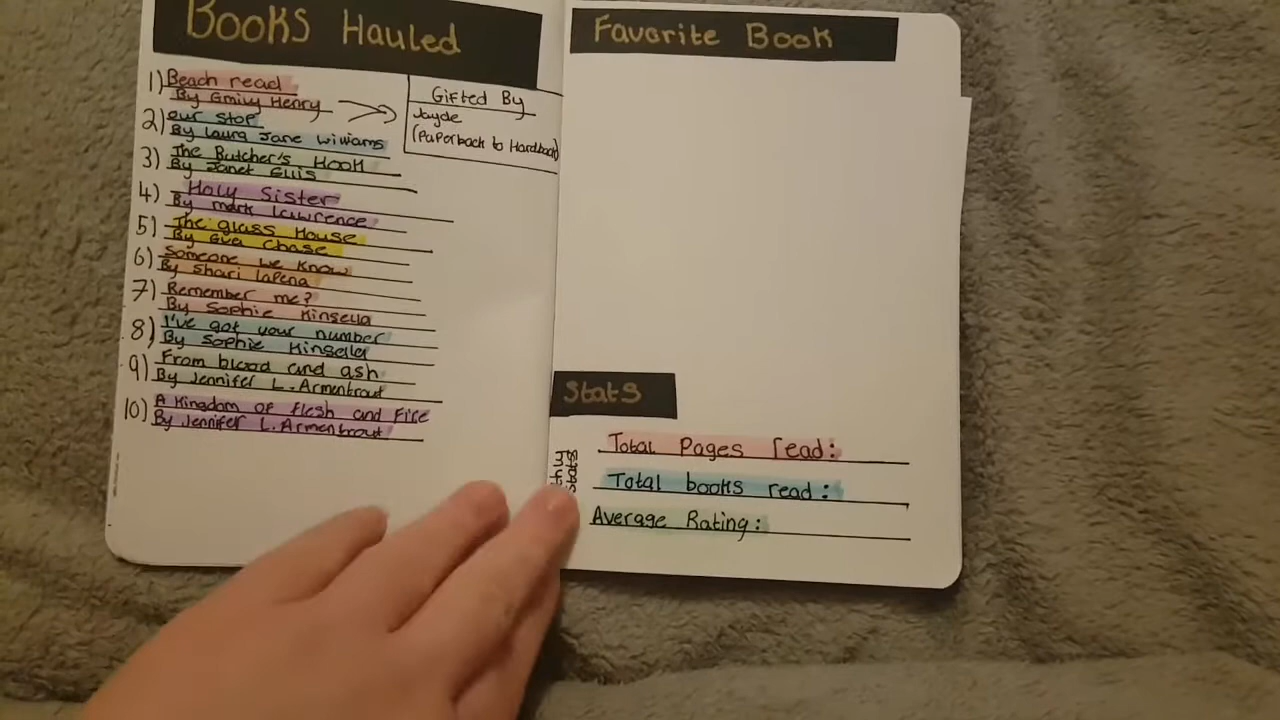 Books Hauled
1) Beach read
By Emily Henry
Gifted By
Jayde
(Paperback to Hardback)
2) our stop
By Laura Jane Williams
3) The Butcher's Hook
By Janet Ellis
4) Holy Sister
By mark Lawrence
5) The glass House
By Eve Chase
6) Someone we Know
By Shari lapena
7) Remember me?
By Sophie Kinsella
8) I've got your number
By Sophie Kinsella
9) From blood and ash
By Jennifer L. Armentrout
10) A Kingdom of flesh and Fire
By Jennifer L. Armentrout
Favorite Book
Stats
Total Pages read:
Total books read:
Average Rating: